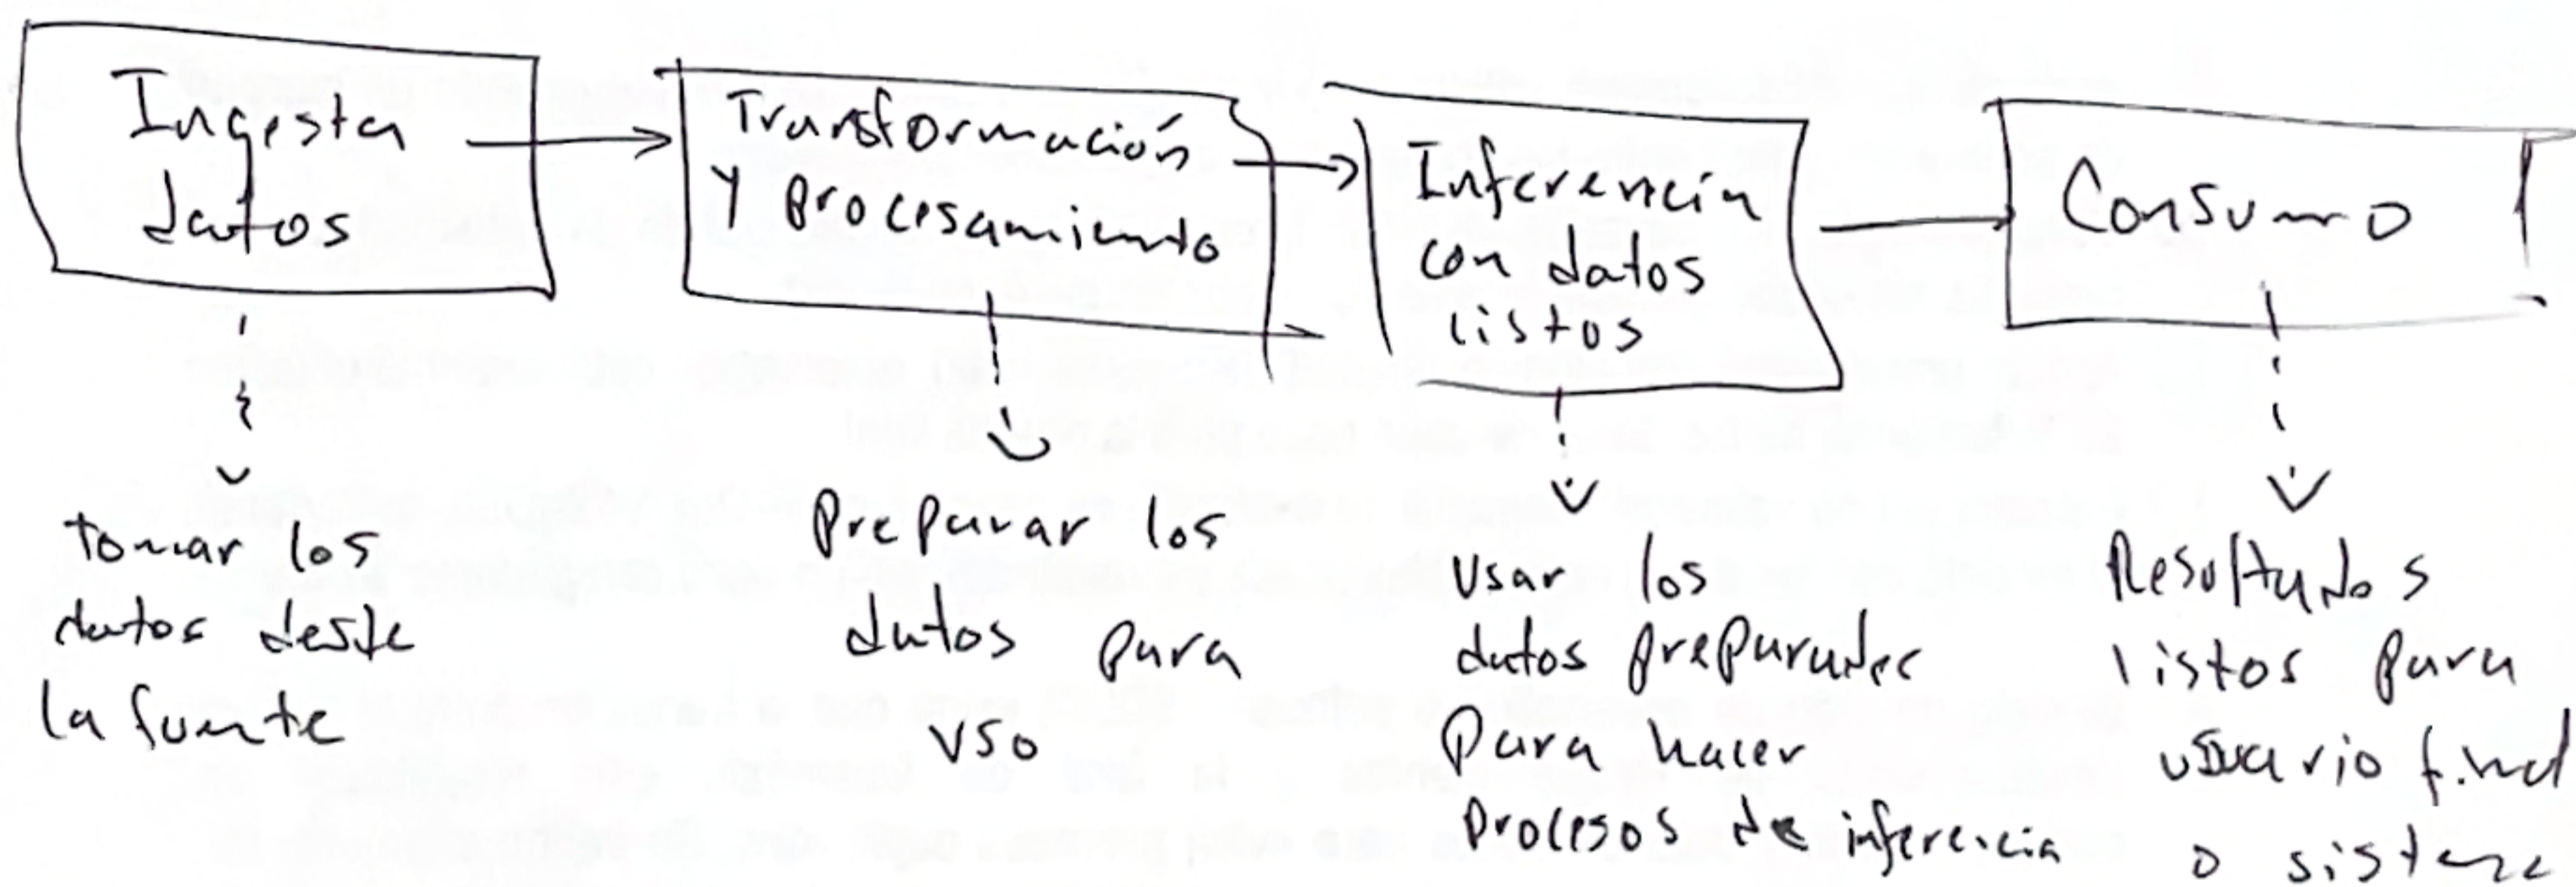 Ingesta
datos
Transformación
y procesamiento
Inferencia
con datos
listos
Consumo
tomar los
datos desde
la fuente
Preparar los
datos para
uso
Usar los
datos preparados
para hacer
procesos de inferencia
Resultados
listos para
usuario final
o sistema